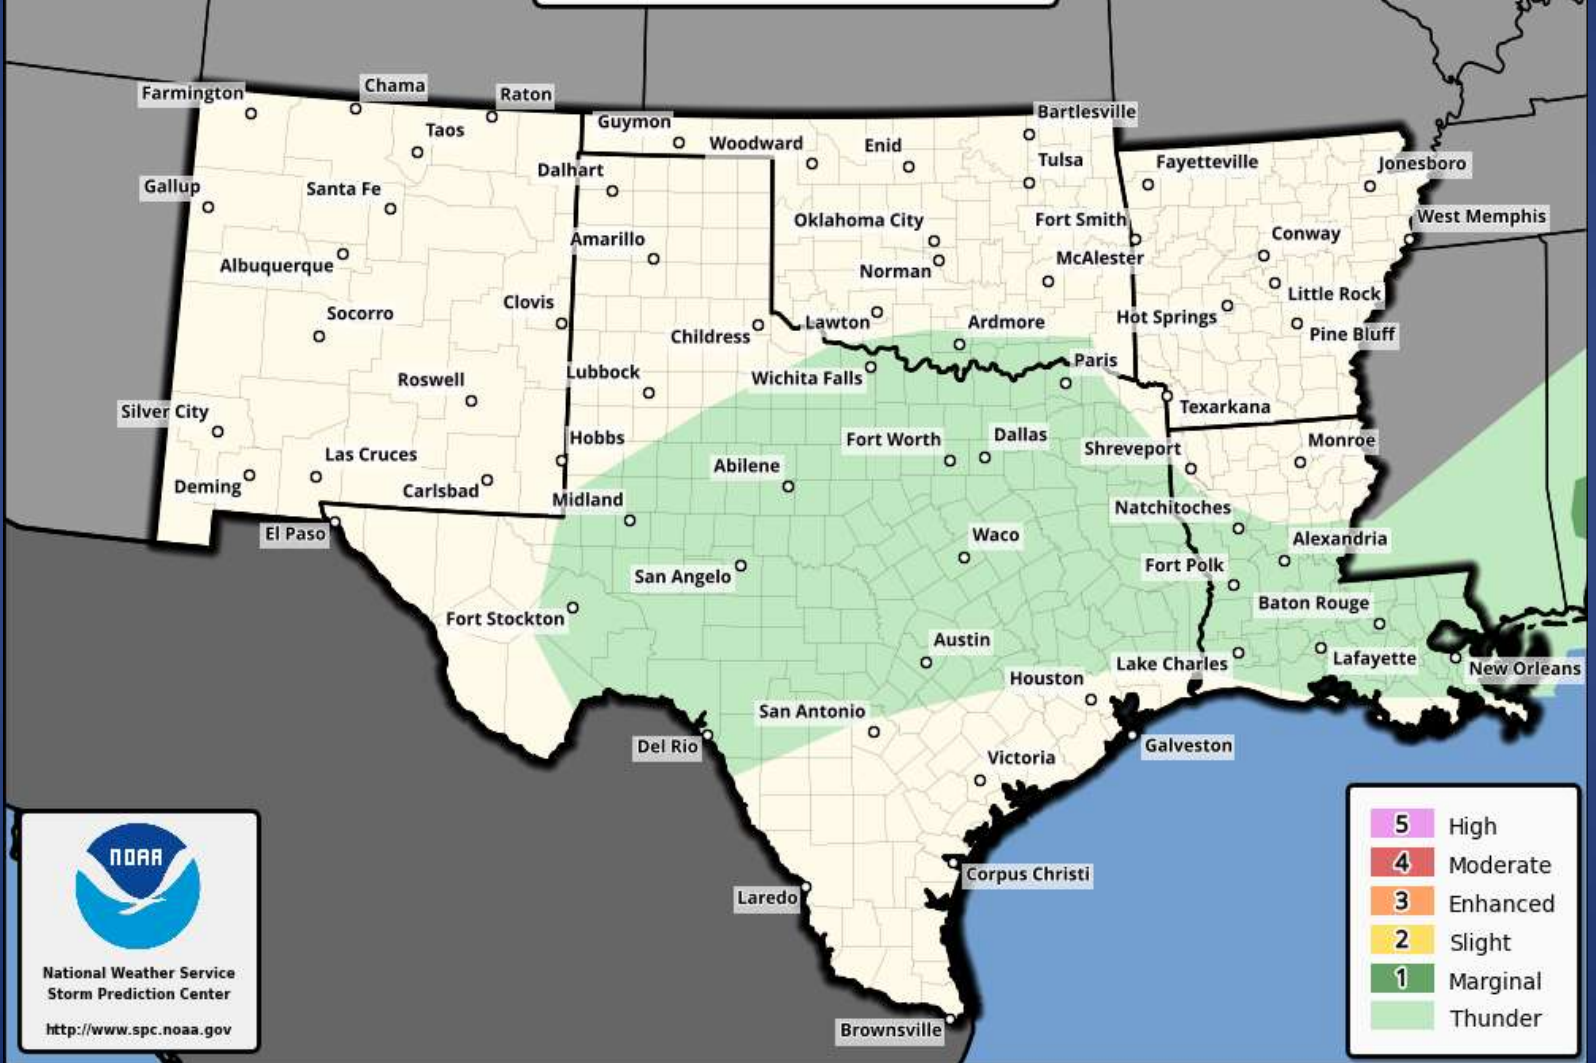 Farmington
Chama
Raton
Taos
Guymon
Woodward
Enid
Bartlesville
Tulsa
Fayetteville
Jonesboro
Gallup
Santa Fe
Dalhart
Oklahoma City
Fort Smith
West Memphis
Conway
Albuquerque
Amarillo
Norman
McAlester
Little Rock
Socorro
Clovis
Childress
Lawton
Ardmore
Hot Springs
Pine Bluff
Roswell
Lubbock
Wichita Falls
Paris
Silver City
Texarkana
Las Cruces
Hobbs
Fort Worth
Dallas
Shreveport
Monroe
Deming
Carlsbad
Midland
Abilene
Natchitoches
El Paso
Waco
Alexandria
San Angelo
Fort Polk
Fort Stockton
Baton Rouge
Austin
Lake Charles
Lafayette
New Orleans
Houston
San Antonio
Del Rio
Galveston
Victoria
Laredo
Corpus Christi
Brownsville
NOAA
National Weather Service
Storm Prediction Center
http://www.spc.noaa.gov
5 High
4 Moderate
3 Enhanced
2 Slight
1 Marginal
Thunder